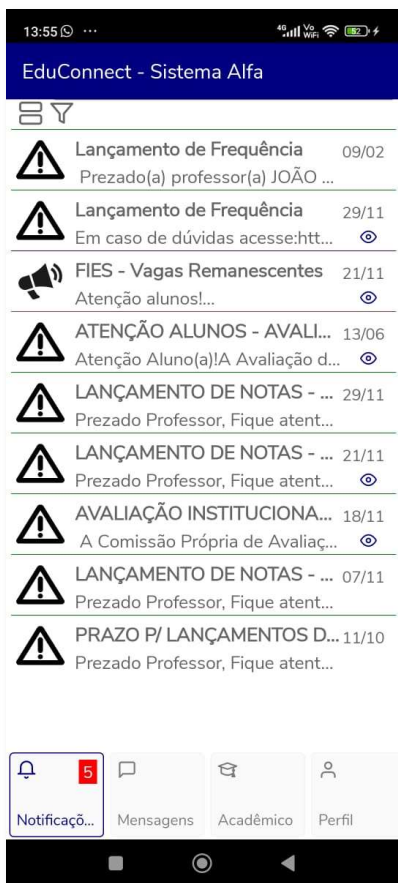 13:55 ... 4G Vo WiFi 52
EduConnect - Sistema Alfa
Lançamento de Frequência 09/02
Prezado(a) professor(a) JOÃO ...
Lançamento de Frequência 29/11
Em caso de dúvidas acesse:htt...
FIES - Vagas Remanescentes 21/11
Atenção alunos!...
ATENÇÃO ALUNOS - AVALI... 13/06
Atenção Aluno(a)!A Avaliação d...
LANÇAMENTO DE NOTAS - ... 29/11
Prezado Professor, Fique atent...
LANÇAMENTO DE NOTAS - ... 21/11
Prezado Professor, Fique atent...
AVALIAÇÃO INSTITUCIONA... 18/11
A Comissão Própria de Avaliaç...
LANÇAMENTO DE NOTAS - ... 07/11
Prezado Professor, Fique atent...
PRAZO P/ LANÇAMENTOS D... 11/10
Prezado Professor, Fique atent...
5
Notificaçõ... Mensagens Acadêmico Perfil